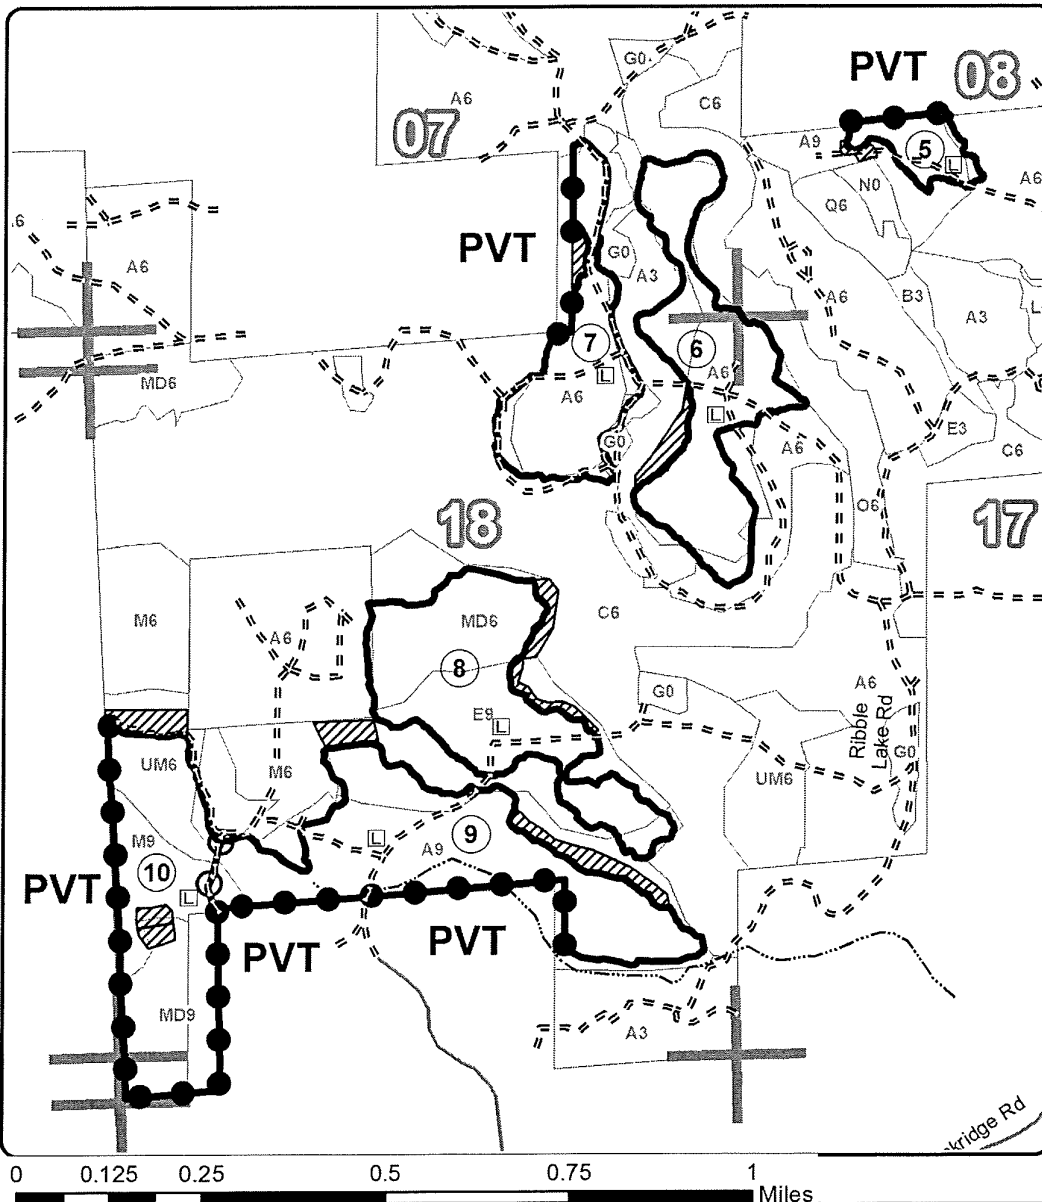 G0
PVT
08
A6
C6
07
A9
5
L
N0
A6
Q6
.6
PVT
A6
G0
A3
A6
B3
A3
L
7
6
MD6
L
A6
A6
L
E3
G0
A6
C6
18
O6
17
M6
C6
MD6
A6
8
A6
G0
E9
L
Ribble
Lake Rd
G0
UM6
M6
UM6
M9
L
9
A9
10
PVT
L
PVT
PVT
MD9
A3
kridge Rd
0 0.125 0.25 0.5 0.75 1
Miles